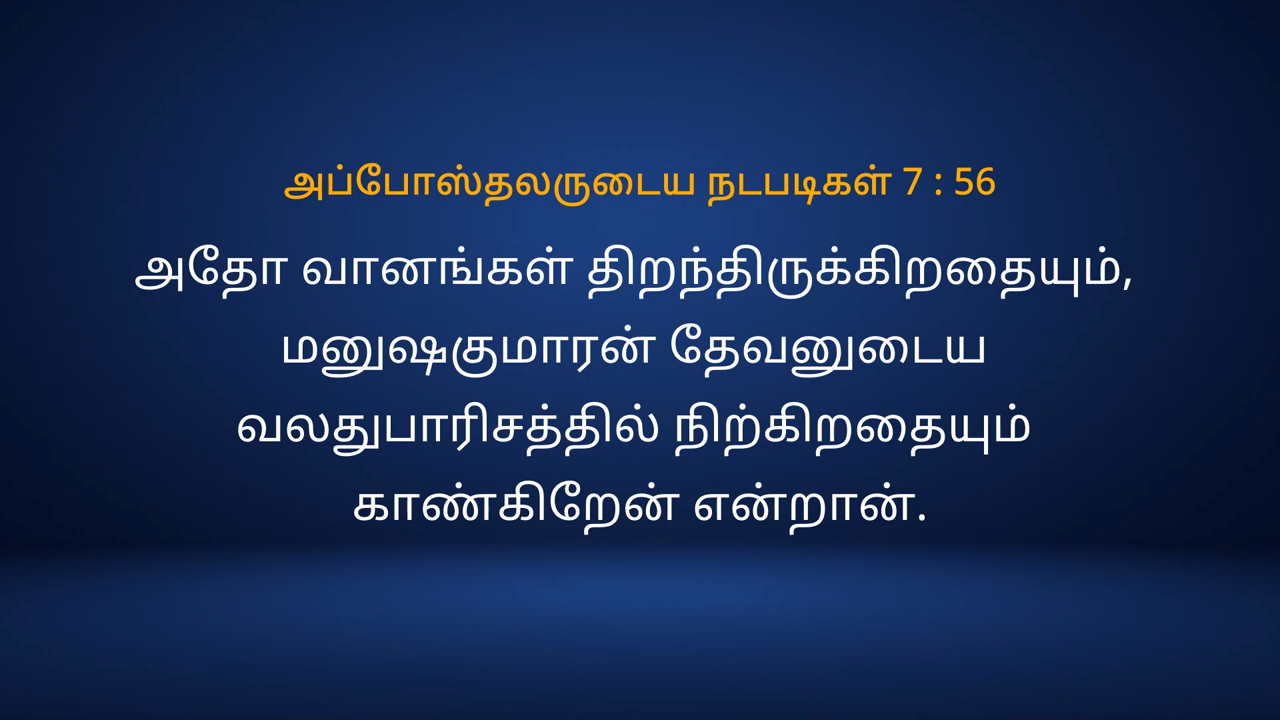 அப்போஸ்தலருடைய நடபடிகள் 7 : 56
அதோ வானங்கள் திறந்திருக்கிறதையும்,
மனுஷகுமாரன் தேவனுடைய
வலதுபாரிசத்தில் நிற்கிறதையும்
காண்கிறேன் என்றான்.